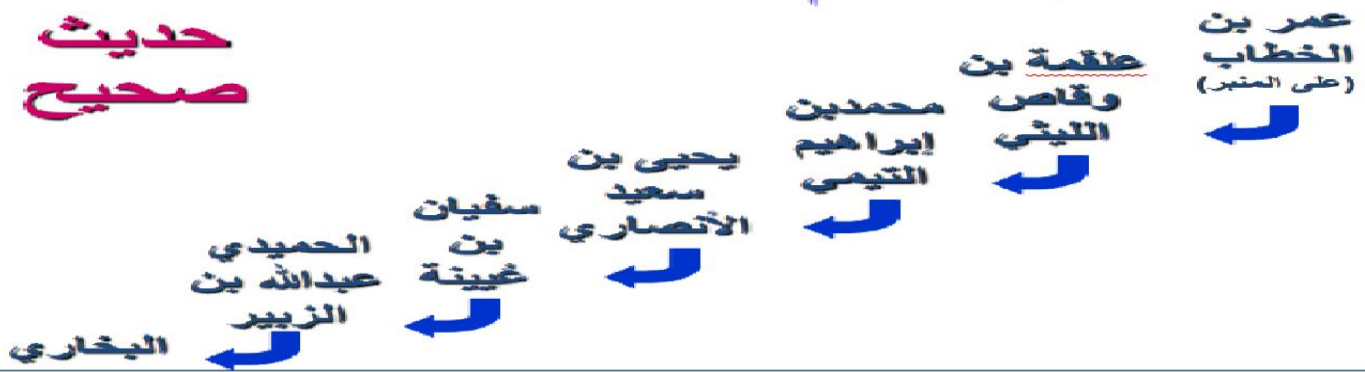 حديث
صحيح
عمر بن
الخطاب
(على المنبر)
علقمة بن
وقاص
الليثي
محمدبن
إبراهيم
التيمي
يحيى بن
سعيد
الأنصاري
سفيان
بن
غيينة
الحميدي
عبدالله بن
الزبير
البخاري